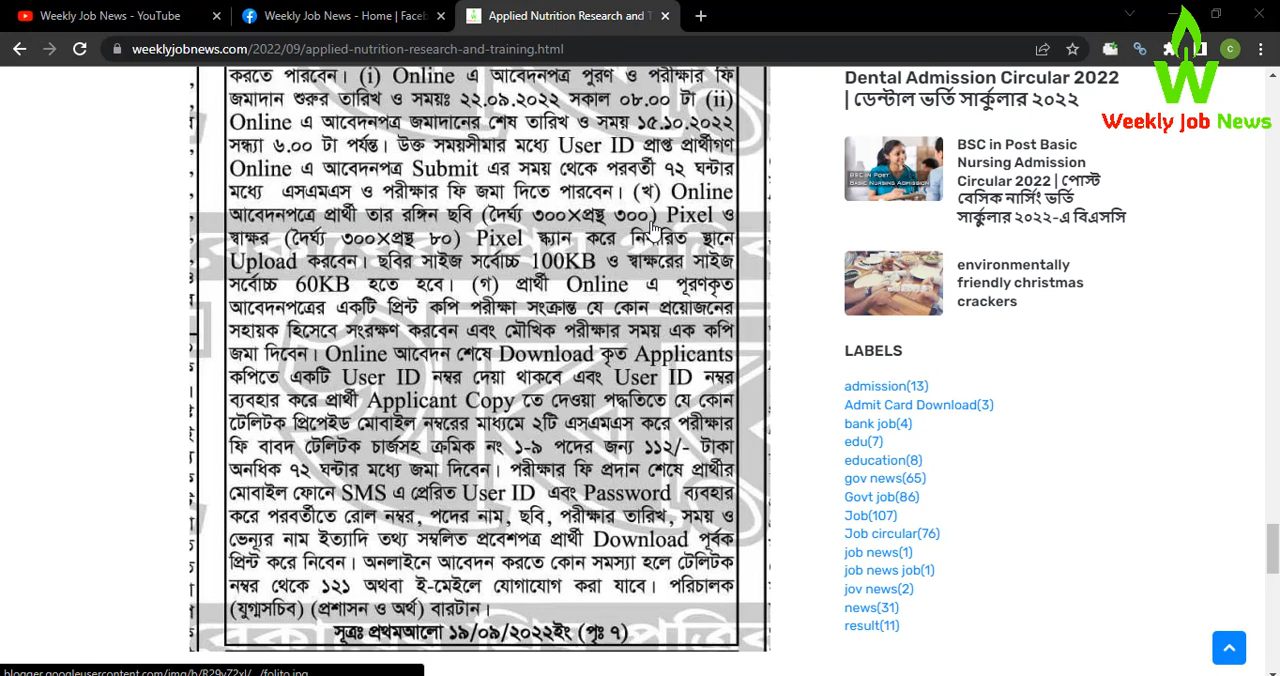 Weekly Job News - YouTube
Weekly Job News - Home | Faceb
Applied Nutrition Research and T
weeklyjobnews.com/2022/09/applied-nutrition-research-and-training.html
C
Weekly Job News
করতে পারবেন। (i) Online এ আবেদনপত্র পুরণ ও পরীক্ষার ফি
জমাদান শুরুর তারিখ ও সময়ঃ ২২.০৯.২০২২ সকাল ০৮.০০ টা (ii)
Online এ আবেদনপত্র জমাদানের শেষ তারিখ ও সময় ১৫.১০.২০২২
সন্ধ্যা ৬.০০ টা পর্যন্ত। উক্ত সময়সীমার মধ্যে User ID প্রাপ্ত প্রার্থীগণ
Online এ আবেদনপত্র Submit এর সময় থেকে পরবর্তী ৭২ ঘন্টার
মধ্যে এসএমএস ও পরীক্ষার ফি জমা দিতে পারবেন। (খ) Online
আবেদনপত্রে প্রার্থী তার রঙ্গিন ছবি (দৈর্ঘ্য ৩০০×প্রস্থ ৩০০) Pixel ও
স্বাক্ষর (দৈর্ঘ্য ৩০০×প্রস্থ ৮০) Pixel স্ক্যান করে নির্ধারিত স্থানে
Upload করবেন। ছবির সাইজ সর্বোচ্চ 100KB ও স্বাক্ষরের সাইজ
সর্বোচ্চ 60KB হতে হবে। (গ) প্রার্থী Online এ পূরণকৃত
আবেদনপত্রের একটি প্রিন্ট কপি পরীক্ষা সংক্রান্ত যে কোন প্রয়োজনের
সহায়ক হিসেবে সংরক্ষণ করবেন এবং মৌখিক পরীক্ষার সময় এক কপি
জমা দিবেন। Online আবেদন শেষে Download কৃত Applicants
কপিতে একটি User ID নম্বর দেয়া থাকবে এবং User ID নম্বর
ব্যবহার করে প্রার্থী Applicant Copy তে দেওয়া পদ্ধতিতে যে কোন
টেলিটক প্রিপেইড মোবাইল নম্বরের মাধ্যমে ২টি এসএমএস করে পরীক্ষার
ফি বাবদ টেলিটক চার্জসহ ক্রমিক নং ১-৯ পদের জন্য ১১২/- টাকা
অনধিক ৭২ ঘন্টার মধ্যে জমা দিবেন। পরীক্ষার ফি প্রদান শেষে প্রার্থীর
মোবাইল ফোনে SMS এ প্রেরিত User ID এবং Password ব্যবহার
করে পরবর্তীতে রোল নম্বর, পদের নাম, ছবি, পরীক্ষার তারিখ, সময় ও
ভেন্যূর নাম ইত্যাদি তথ্য সম্বলিত প্রবেশপত্র প্রার্থী Download পূর্বক
প্রিন্ট করে নিবেন। অনলাইনে আবেদন করতে কোন সমস্যা হলে টেলিটক
নম্বর থেকে ১২১ অথবা ই-মেইলে যোগাযোগ করা যাবে। পরিচালক
(যুগ্মসচিব) (প্রশাসন ও অর্থ) বারটান।
সূত্রঃ প্রথমআলো ১৯/০৯/২০২২ইং (পৃঃ ৭)
Dental Admission Circular 2022
| ডেন্টাল ভর্তি সার্কুলার ২০২২
BSC IN POST
BASIC NURSING ADMISSION
BSC in Post Basic
Nursing Admission
Circular 2022 | পোস্ট
বেসিক নার্সিং ভর্তি
সার্কুলার ২০২২-এ বিএসসি
environmentally
friendly christmas
crackers
LABELS
admission(13)
Admit Card Download(3)
bank job(4)
edu(7)
education(8)
gov news(65)
Govt job(86)
Job(107)
Job circular(76)
job news(1)
job news job(1)
jov news(2)
news(31)
result(11)